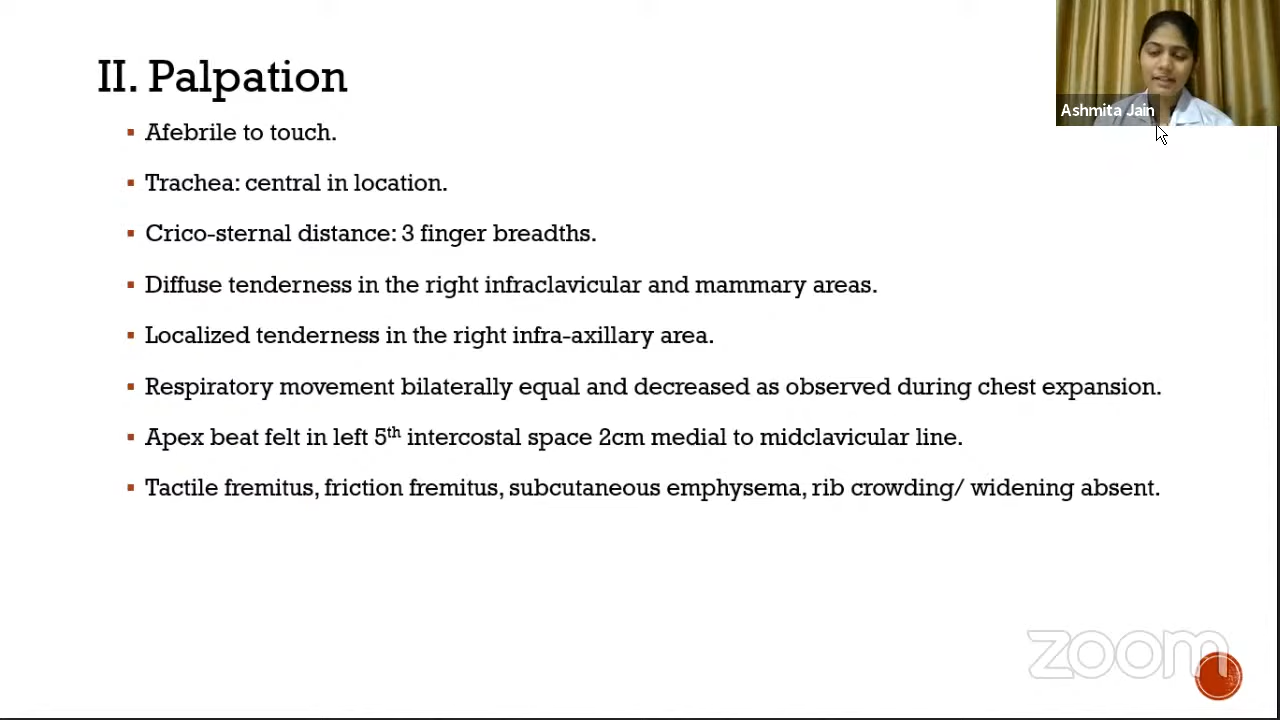 II. Palpation
Ashmita Jain
▪ Afebrile to touch.
▪ Trachea: central in location.
▪ Crico-sternal distance: 3 finger breadths.
▪ Diffuse tenderness in the right infraclavicular and mammary areas.
▪ Localized tenderness in the right infra-axillary area.
▪ Respiratory movement bilaterally equal and decreased as observed during chest expansion.
▪ Apex beat felt in left 5th intercostal space 2cm medial to midclavicular line.
▪ Tactile fremitus, friction fremitus, subcutaneous emphysema, rib crowding/ widening absent.
zoom